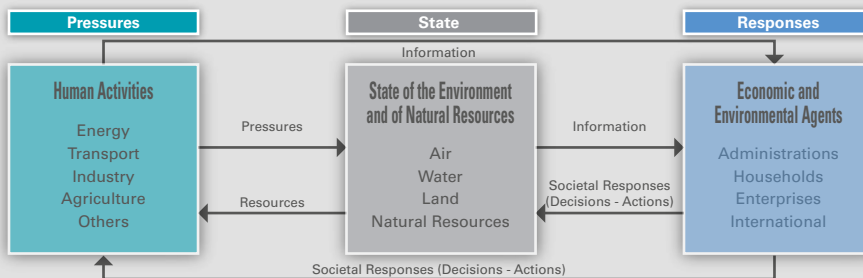 Pressures
State
Responses
Information
Human Activities
Energy
Transport
Industry
Agriculture
Others
Pressures
Resources
State of the Environment
and of Natural Resources
Air
Water
Land
Natural Resources
Information
Societal Responses
(Decisions - Actions)
Economic and
Environmental Agents
Administrations
Households
Enterprises
International
Societal Responses (Decisions - Actions)